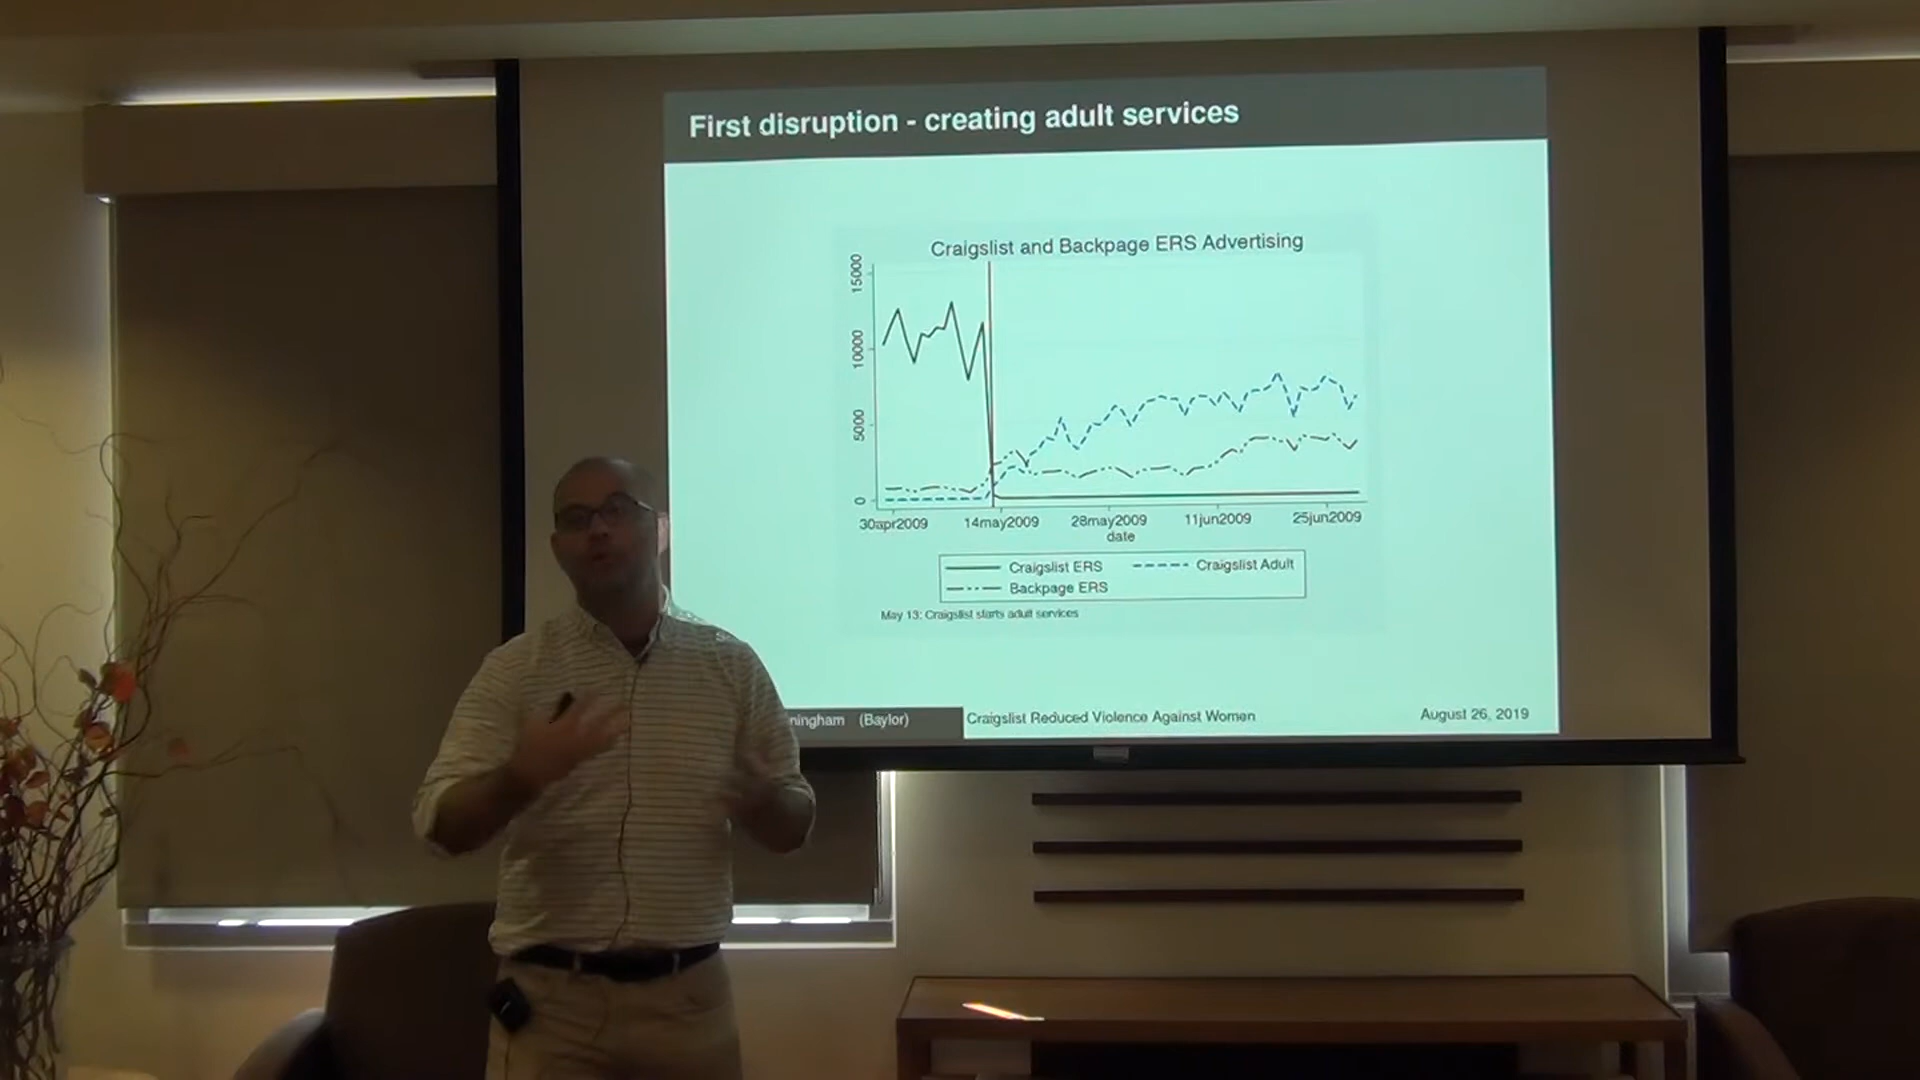 First disruption - creating adult services
Craigslist and Backpage ERS Advertising
15000
10000
5000
0
30apr2009 14may2009 28may2009 11jun2009 25jun2009
date
Craigslist ERS Craigslist Adult
Backpage ERS
May 13: Craigslist starts adult services
ningham (Baylor) Craigslist Reduced Violence Against Women August 26, 2019